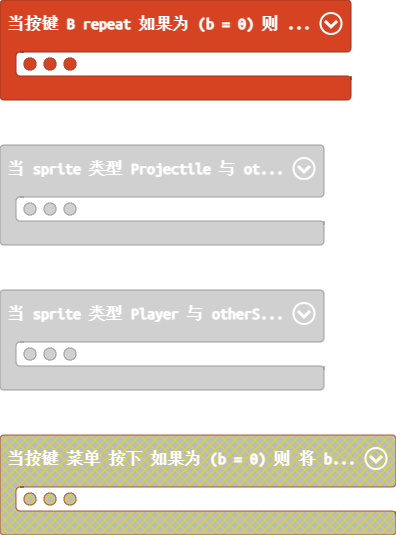 当按键 B repeat 如果为 (b = 0) 则 ...
当 sprite 类型 Projectile 与 ot...
当 sprite 类型 Player 与 otherS...
当按键 菜单 按下 如果为 (b = 0) 则 将 b...